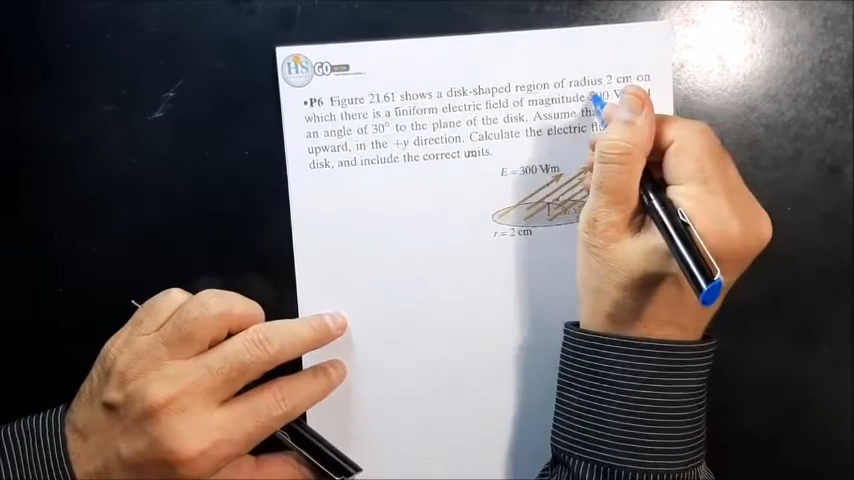 HS GO WITH
•P6 Figure 21.61 shows a disk-shaped region of radius 2 cm on
which there is a uniform electric field of magnitude 300
an angle of 30° to the plane of the disk. Assume
upward, in the +y direction. Calculate the electric
disk, and include the correct units.
E = 300 V/m
r = 2 cm